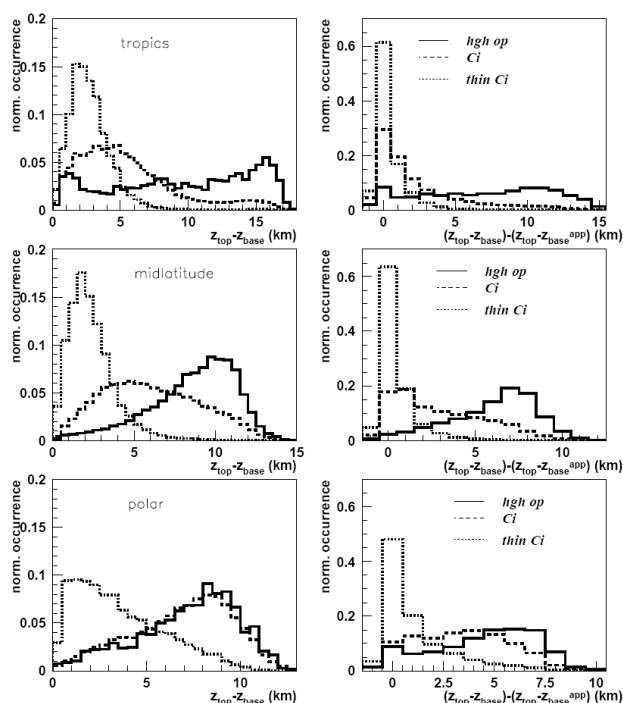 norm. occurrence
0.2
0.15
0.1
0.05
0
tropics
0 5 10 15
z_top-z_base (km)
norm. occurrence
0.6
0.4
0.2
0
hgh op
Ci
thin Ci
0 5 10 15
(z_top-z_base)-(z_top-z_base^app) (km)
norm. occurrence
0.2
0.15
0.1
0.05
0
midlatitude
0 5 10 15
z_top-z_base (km)
norm. occurrence
0.6
0.4
0.2
0
hgh op
Ci
thin Ci
0 5 10
(z_top-z_base)-(z_top-z_base^app) (km)
norm. occurrence
0.2
0.15
0.1
0.05
0
polar
0 5 10
z_top-z_base (km)
norm. occurrence
0.6
0.45
0.3
0.15
0
hgh op
Ci
thin Ci
0 2.5 5 7.5 10
(z_top-z_base)-(z_top-z_base^app) (km)